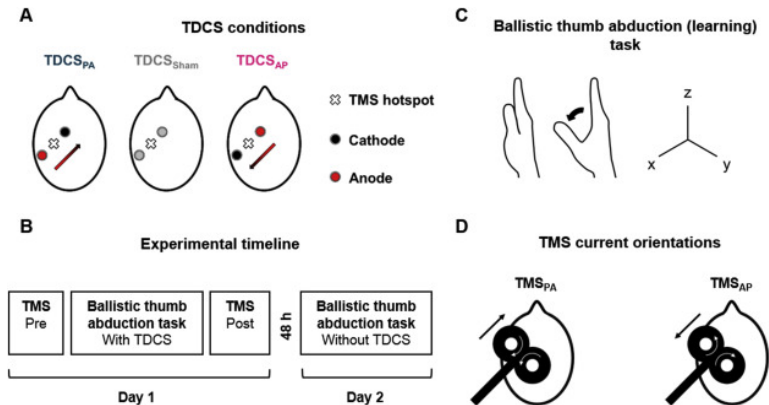 A
TDCS conditions
TDCSPA
TDCSSham
TDCSAP
TMS hotspot
Cathode
Anode
B
Experimental timeline
TMS
Pre
Ballistic thumb
abduction task
With TDCS
TMS
Post
48 h
Ballistic thumb
abduction task
Without TDCS
Day 1
Day 2
C
Ballistic thumb abduction (learning)
task
z
x
y
D
TMS current orientations
TMSPA
TMSAP